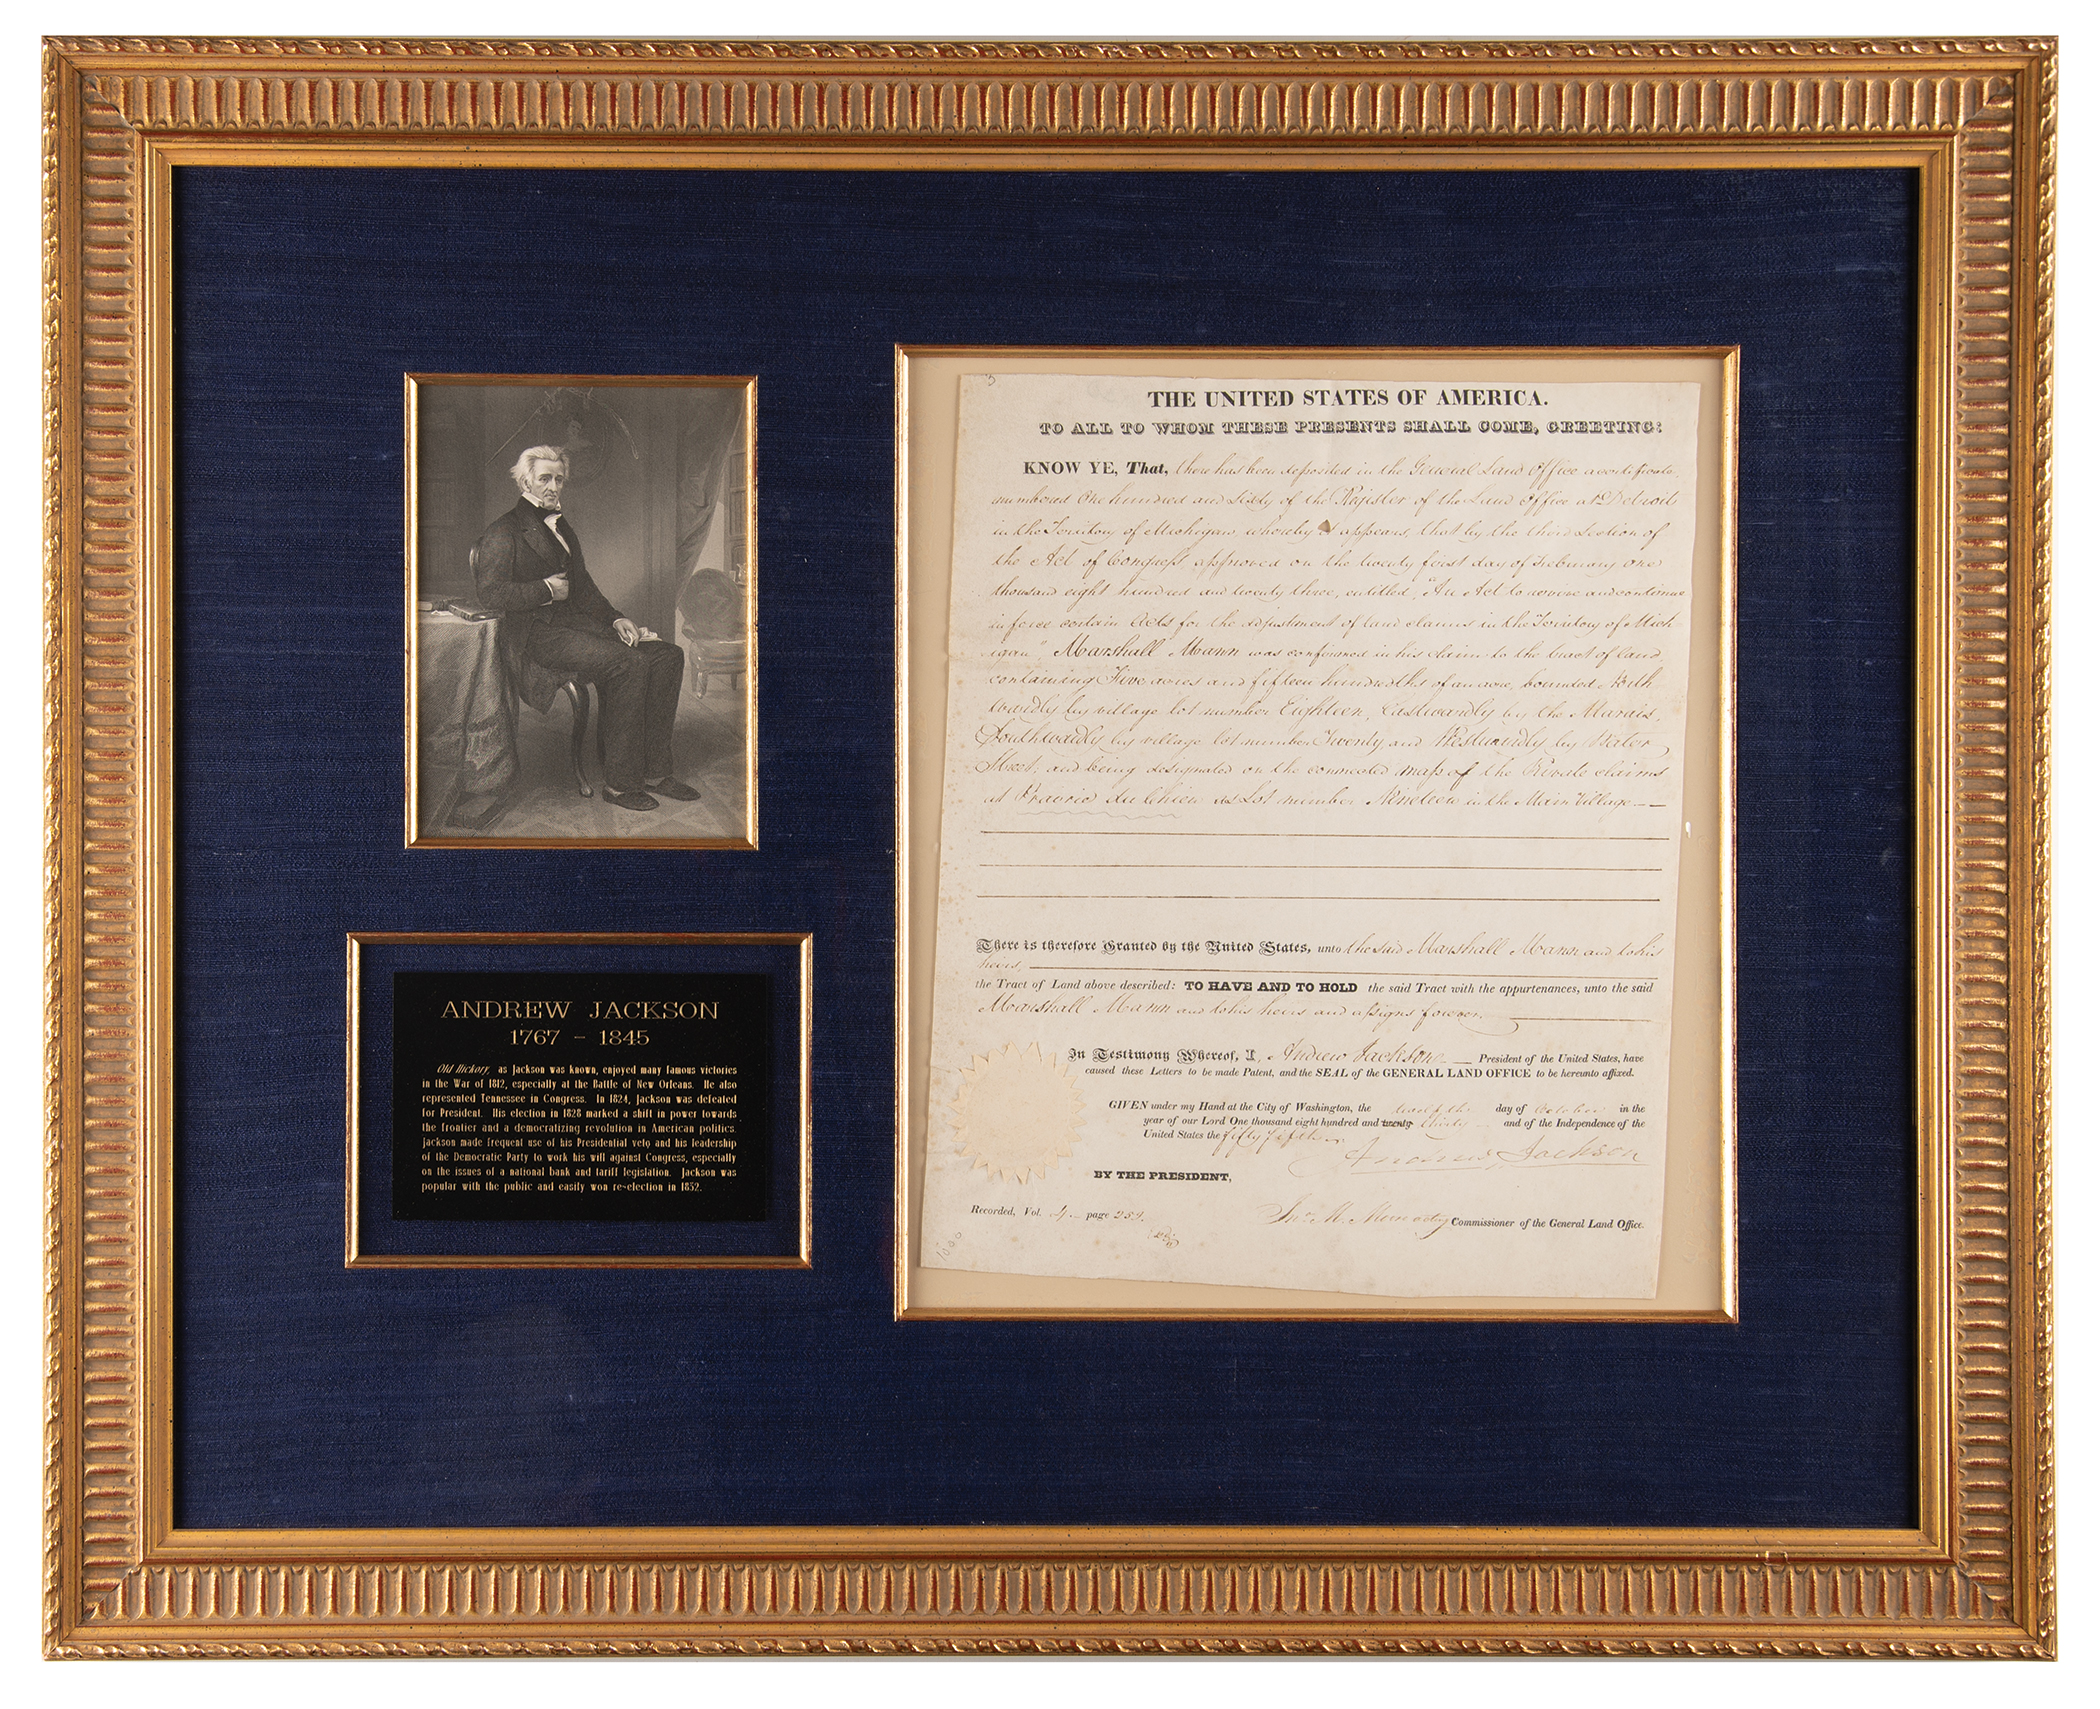 ANDREW JACKSON
1767 - 1845
Old Hickory, as Jackson was known, enjoyed many famous victories
in the War of 1812, especially at the Battle of New Orleans. He also
represented Tennessee in Congress. In 1824, Jackson was defeated
for President. His election in 1828 marked a shift in power towards
the frontier and a democratizing revolution in American politics.
Jackson made frequent use of his Presidential veto and his leadership
of the Democratic Party to work his will against Congress, especially
on the issues of a national bank and tariff legislation. Jackson was
popular with the public and easily won re-election in 1832.
3
THE UNITED STATES OF AMERICA.
TO ALL TO WHOM THESE PRESENTS SHALL COME, GREETING:
KNOW YE, That, there has been deposited in the General Land Office a certificate
numbered One hundred and sixty of the Register of the Land Office at Detroit
in the Territory of Michigan, whereby it appears, that by the third section of
the Act of Congress, approved on the twenty first day of February one
thousand eight hundred and twenty three, entitled, "An Act to revive and continue
in force certain Acts for the adjustment of land claims in the Territory of Mich
igan", Marshall Mann was confirmed in his claim to the tract of land
containing Five acres and fifteen hundredths of an acre, bounded North
wardly by village lot number Eighteen, Eastwardly by the Marais,
Southwardly by village lot number Twenty, and Westwardly by Water
Street; and being designated on the connected map of the Private claims
at Prairie du Chien as Lot number Nineteen in the Main Village
There is therefore Granted by the United States, unto the said Marshall Mann and to his
heirs,
the Tract of Land above described: TO HAVE AND TO HOLD the said Tract with the appurtenances, unto the said
Marshall Mann and to his heirs and assigns forever.
In Testimony Whereof, I, Andrew Jackson President of the United States, have
caused these Letters to be made Patent, and the SEAL of the GENERAL LAND OFFICE to be hereunto affixed.
GIVEN under my Hand at the City of Washington, the twelfth day of October in the
year of our Lord One thousand eight hundred and twenty thirty and of the Independence of the
United States the fifty fifth
Andrew Jackson
BY THE PRESIDENT,
Recorded, Vol. 4 page 259. Jno. M. Moore acting Commissioner of the General Land Office.
1000